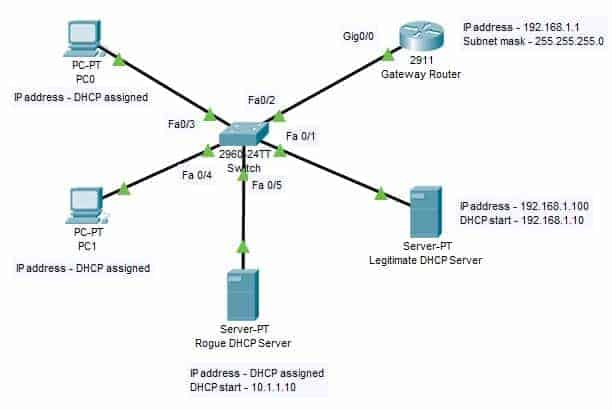 PC-PT
PC0
IP address - DHCP assigned
Gig0/0
2911
Gateway Router
IP address - 192.168.1.1
Subnet mask - 255.255.255.0
Fa0/3
Fa0/2
2960-24TT
Switch
Fa 0/1
Fa 0/4
Fa 0/5
PC-PT
PC1
IP address - DHCP assigned
Server-PT
Legitimate DHCP Server
IP address - 192.168.1.100
DHCP start - 192.168.1.10
Server-PT
Rogue DHCP Server
IP address - DHCP assigned
DHCP start - 10.1.1.10